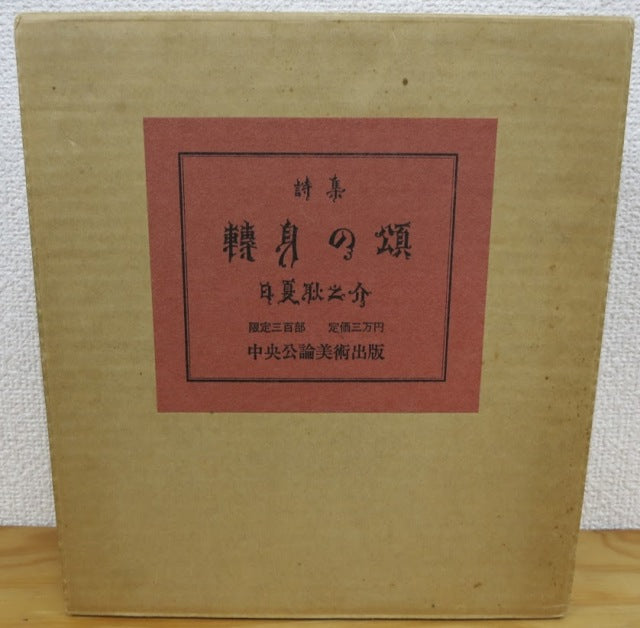 詩集
轉身の頌
日夏耿之介
限定三百部　定価三万円
中央公論美術出版